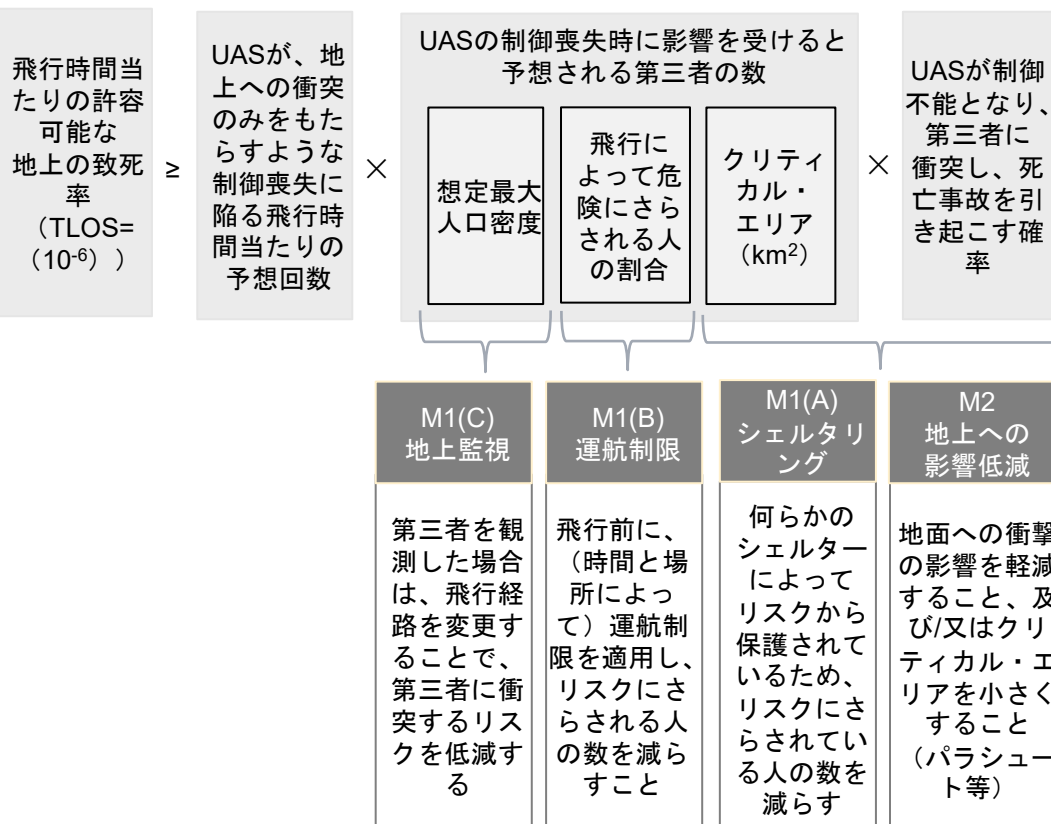 飛行時間当
たりの許容
可能な
地上の致死
率
（TLOS=
（10-6））
≥
UASが、地
上への衝突
のみをもた
らすような
制御喪失に
陥る飛行時
間当たりの
予想回数
×
UASの制御喪失時に影響を受けると
予想される第三者の数
想定最大
人口密度
飛行に
よって危
険にさら
される人
の割合
クリティ
カル・
エリア
（km2）
×
UASが制御
不能となり、
第三者に
衝突し、死
亡事故を引
き起こす確
率
M1(C)
地上監視
第三者を観
測した場合
は、飛行経
路を変更す
ることで、
第三者に衝
突するリス
クを低減す
る
M1(B)
運航制限
飛行前に、
（時間と場
所によっ
て）運航制
限を適用し、
リスクにさ
らされる人
の数を減ら
すこと
M1(A)
シェルタリ
ング
何らかの
シェルター
によって
リスクから
保護されて
いるため、
リスクにさ
らされてい
る人の数を
減らす
M2
地上への
影響低減
地面への衝撃
の影響を軽減
すること、及
び/又はクリ
ティカル・エ
リアを小さく
すること
（パラシュー
ト等）